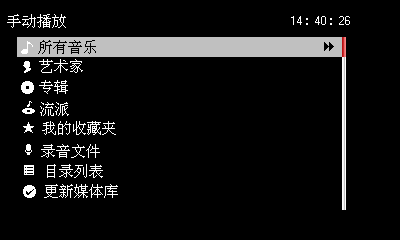 手动播放 14:40:26
所有音乐
艺术家
专辑
流派
我的收藏夹
录音文件
目录列表
更新媒体库